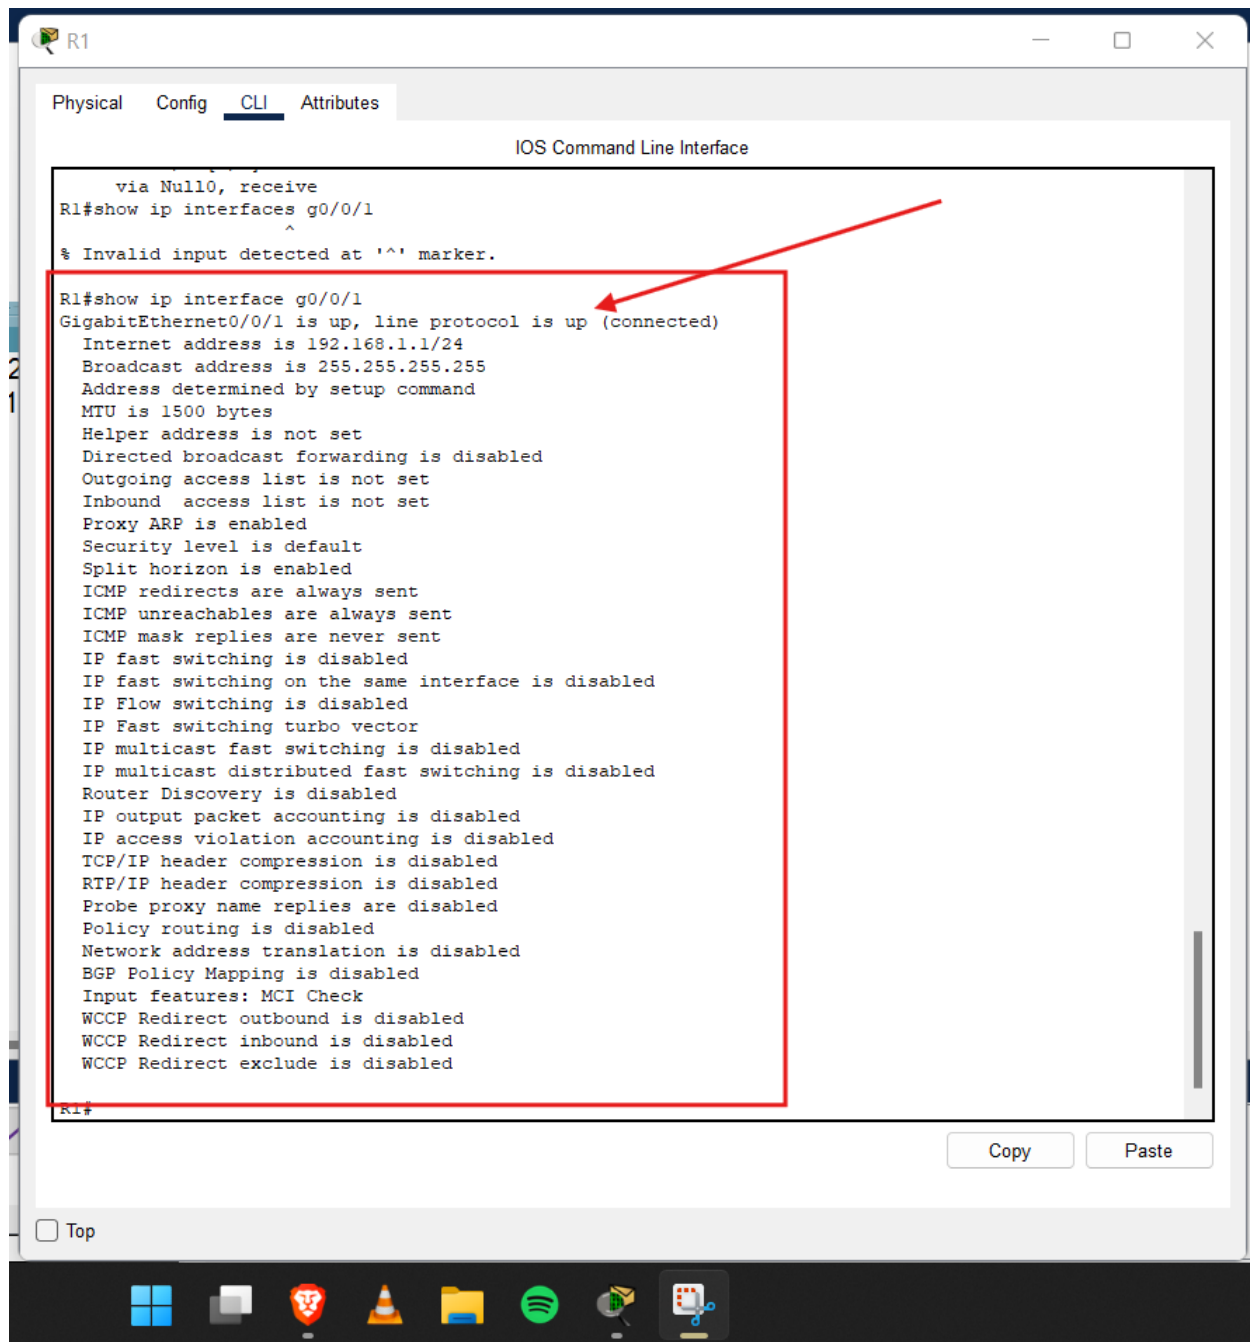 R1
Physical Config CLI Attributes
IOS Command Line Interface
via Null0, receive
R1#show ip interfaces g0/0/1
^
% Invalid input detected at '^' marker.
R1#show ip interface g0/0/1
GigabitEthernet0/0/1 is up, line protocol is up (connected)
Internet address is 192.168.1.1/24
Broadcast address is 255.255.255.255
Address determined by setup command
MTU is 1500 bytes
Helper address is not set
Directed broadcast forwarding is disabled
Outgoing access list is not set
Inbound  access list is not set
Proxy ARP is enabled
Security level is default
Split horizon is enabled
ICMP redirects are always sent
ICMP unreachables are always sent
ICMP mask replies are never sent
IP fast switching is disabled
IP fast switching on the same interface is disabled
IP Flow switching is disabled
IP Fast switching turbo vector
IP multicast fast switching is disabled
IP multicast distributed fast switching is disabled
Router Discovery is disabled
IP output packet accounting is disabled
IP access violation accounting is disabled
TCP/IP header compression is disabled
RTP/IP header compression is disabled
Probe proxy name replies are disabled
Policy routing is disabled
Network address translation is disabled
BGP Policy Mapping is disabled
Input features: MCI Check
WCCP Redirect outbound is disabled
WCCP Redirect inbound is disabled
WCCP Redirect exclude is disabled
R1#
Copy Paste
Top